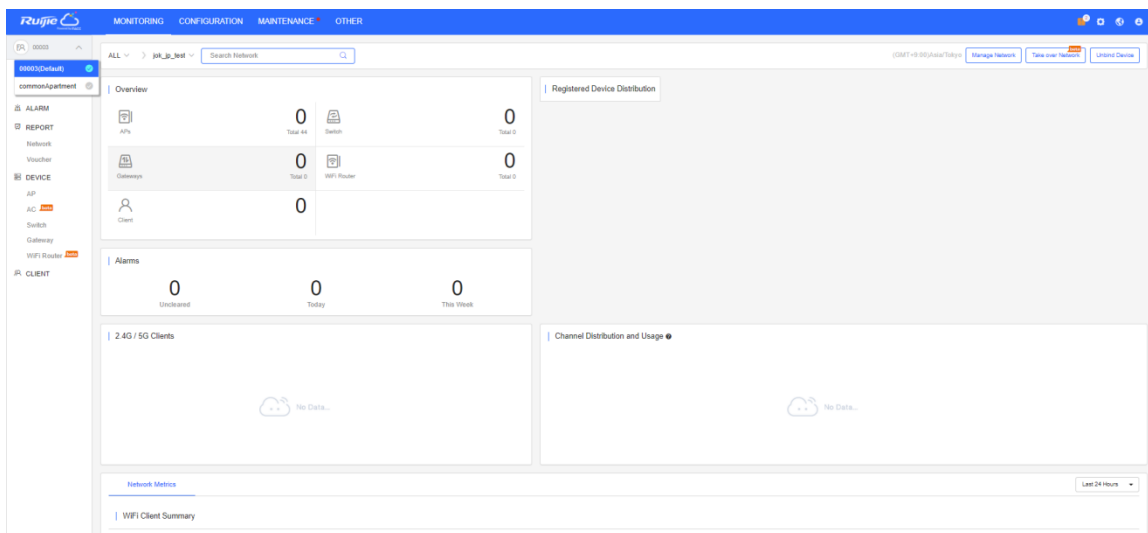 Ruijie
MONITORING CONFIGURATION MAINTENANCE OTHER
00003
00003(Default)
commonApartment
ALARM
REPORT
Network
Voucher
DEVICE
AP
AC
Switch
Gateway
WiFi Router
CLIENT
ALL > jok_jp_test Search Network
(GMT+9:00)Asia/Tokyo Manage Network Take over Network Unbind Device
Overview
0 0
APs Total 44 Switch Total 0
0 0
Gateways Total 0 WiFi Router Total 0
0
Client
Registered Device Distribution
Alarms
0 0 0
Uncleared Today This Week
2.4G / 5G Clients
No Data...
Channel Distribution and Usage
No Data...
Network Metrics
Last 24 Hours
WiFi Client Summary